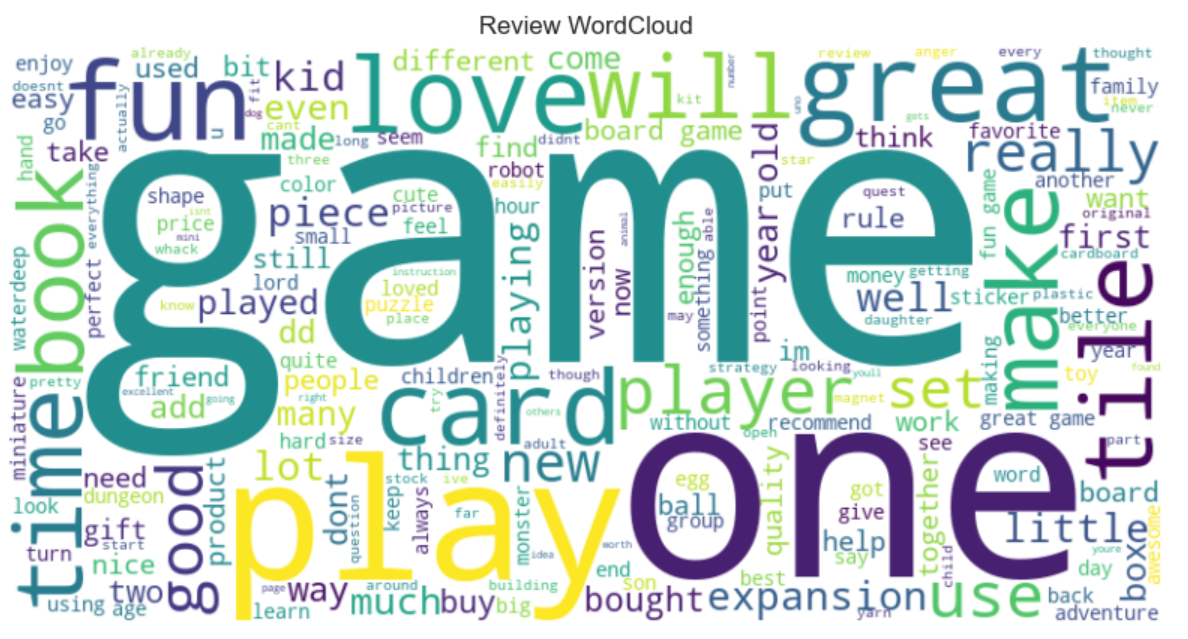 Review WordCloud
enjoy
already
doesnt
easy
go
used
take
fun
actually
u
bit
dog
fit
kid
even
cant
made
long
three
love
seem
different
come
will
find
didnt
board game
robot
easily
number
kit
great
uno
review
gets
anger
every
thought
family
item
never
think
favorite
really
another
want
original
first
cardboard
hand
book
everything
waterdeep
perfect
game
shape
price
isnt
mini
whack
know
color
piece
small
still
lord
played
dd
quite
cute
picture
feel
instruction
loved
puzzle
place
hour
playing
version
now
animal
enough
may
something
able
year
old
point
put
star
quest
rule
money
getting
well
daughter
im
fun game
sticker
plastic
make
better
everyone
making
year
toy
found
tile
pretty
miniature
time
friend
excellent
add
going
people
right
many
hard
size
children
card
try
though
definitely
others
adult
player
strategy
looking
youll
magnet
set
without
recommend
open
work
great game
see
part
need
dungeon
look
gift
start
turn
nice
good
product
lot
play
dont
question
thing
stock
keep
ive
always
far
new
monster
idea
one
egg
ball
group
quality
got
give
help
say
together
child
word
board
little
youre
boxe
awesome
day
using
two
age
learn
page
way
around
much
buy
building
big
worth
end
son
bought
best
expansion
yarn
use
back
adventure